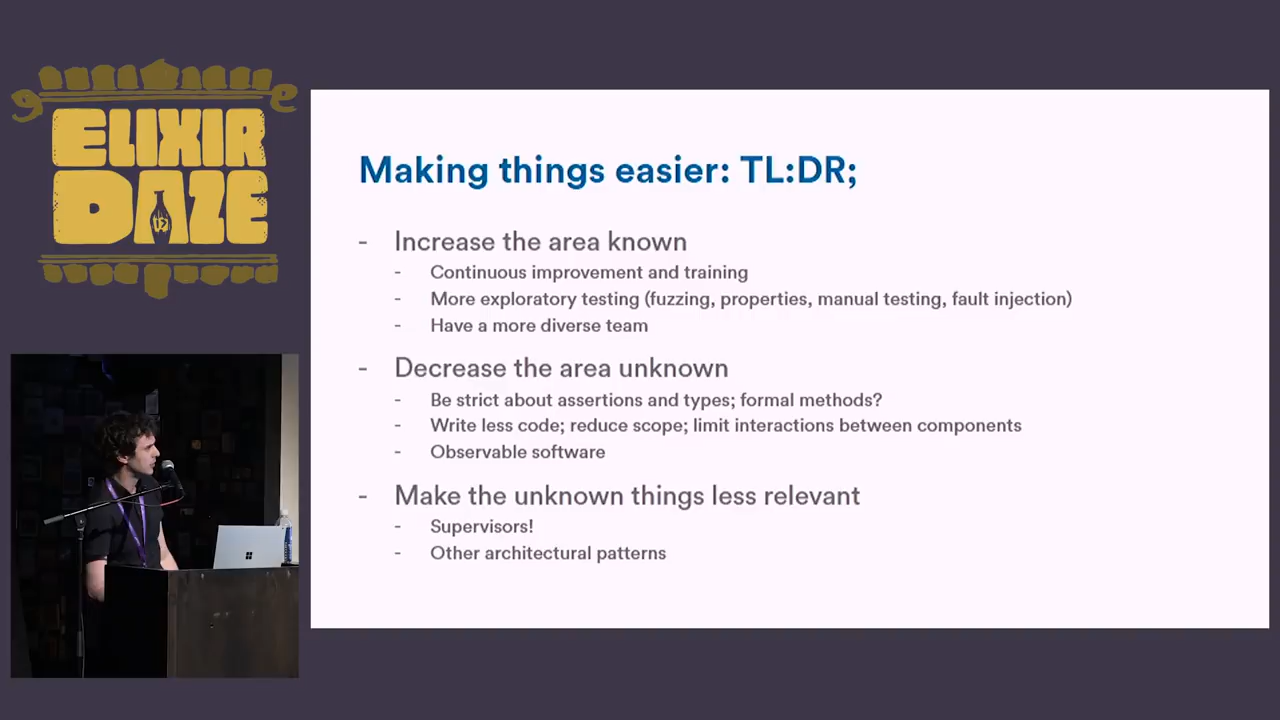 ELIXIR
DAZE
Making things easier: TL:DR;
- Increase the area known
- Continuous improvement and training
- More exploratory testing (fuzzing, properties, manual testing, fault injection)
- Have a more diverse team
- Decrease the area unknown
- Be strict about assertions and types; formal methods?
- Write less code; reduce scope; limit interactions between components
- Observable software
- Make the unknown things less relevant
- Supervisors!
- Other architectural patterns